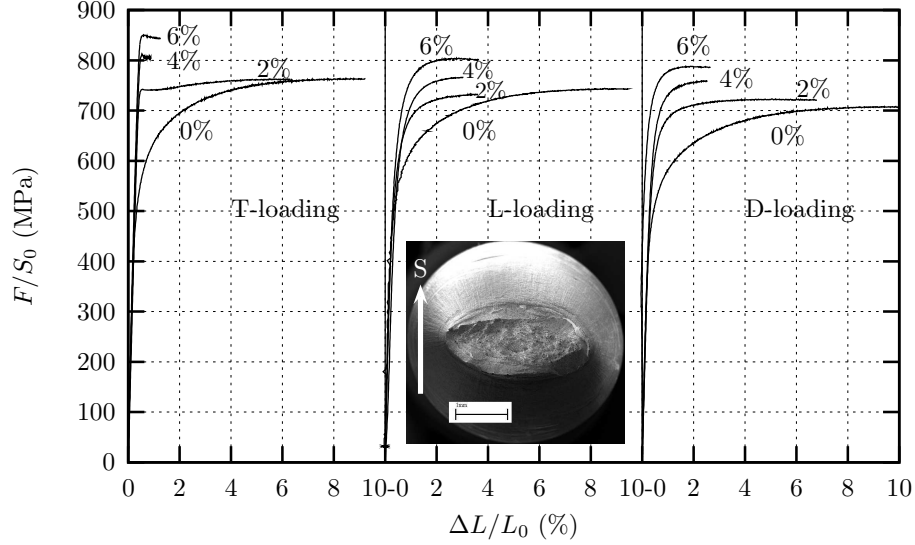 900
800
700
600
500
400
300
200
100
0
F/S₀ (MPa)
6%
4%
2%
0%
T-loading
6%
4%
2%
0%
L-loading
6%
4%
2%
0%
D-loading
S
1mm
0 2 4 6 8 10-0 2 4 6 8 10-0 2 4 6 8 10
ΔL/L₀ (%)